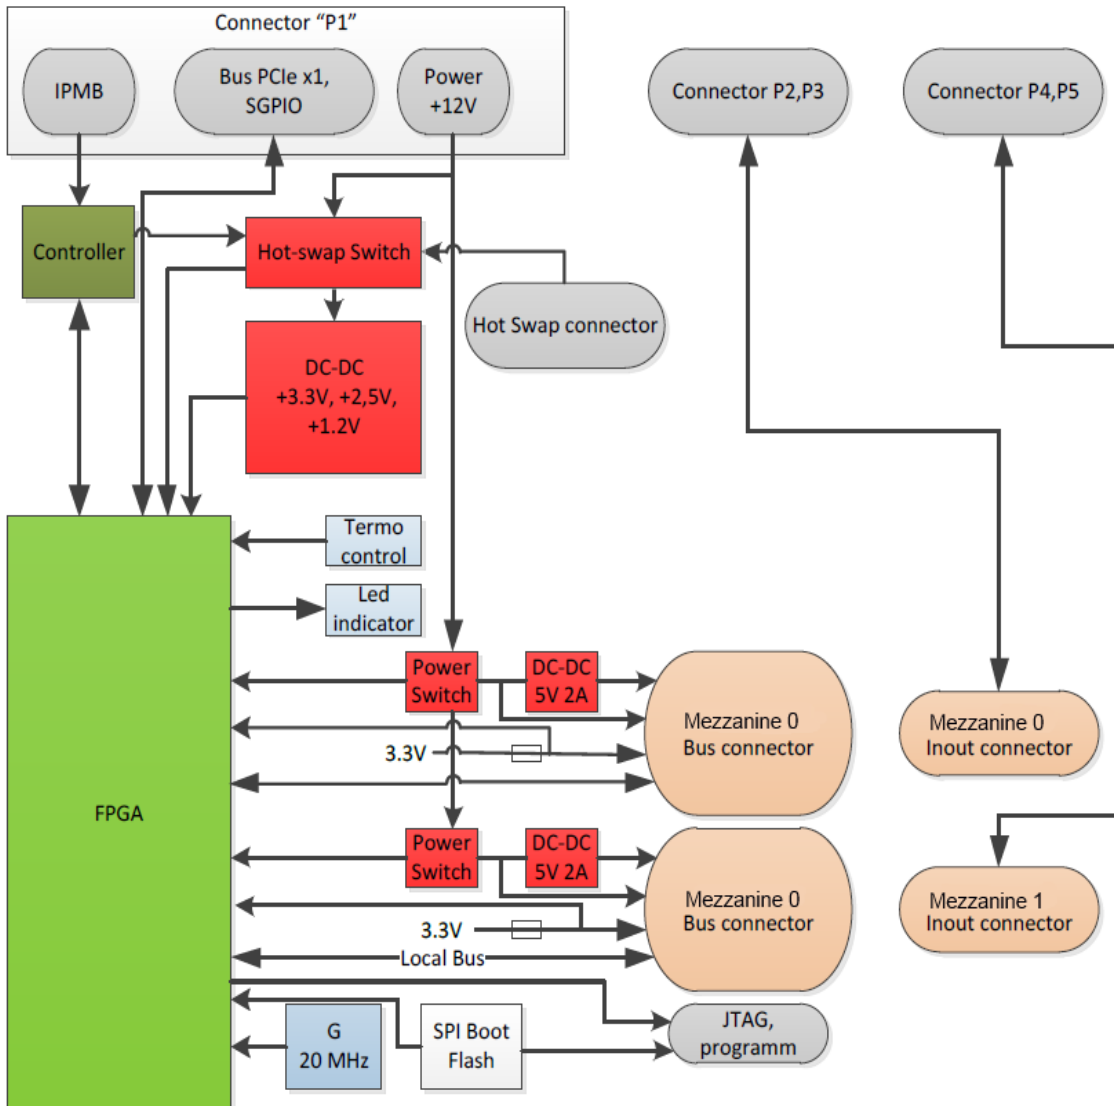 Connector “P1”
IPMB
Bus PCIe x1,
SGPIO
Power
+12V
Connector P2,P3
Connector P4,P5
Controller
Hot-swap Switch
Hot Swap connector
DC-DC
+3.3V, +2,5V,
+1.2V
Termo
control
Led
indicator
Power
Switch
DC-DC
5V 2A
Mezzanine 0
Bus connector
Mezzanine 0
Inout connector
3.3V
FPGA
Power
Switch
DC-DC
5V 2A
Mezzanine 0
Bus connector
Mezzanine 1
Inout connector
3.3V
Local Bus
G
20 MHz
SPI Boot
Flash
JTAG,
programm